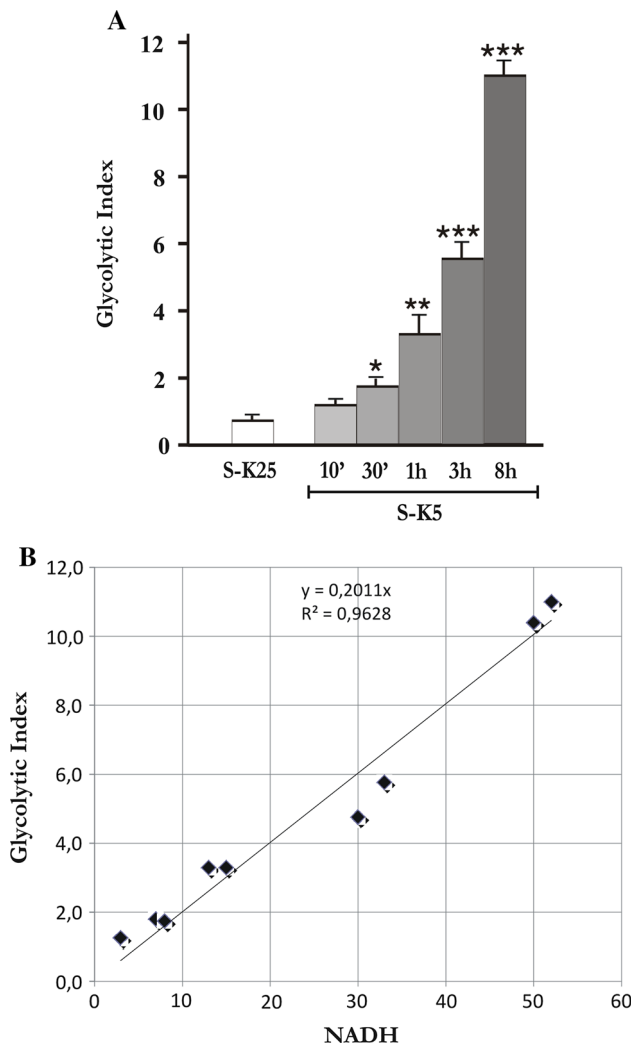 A
Glycolytic Index
12
10
8
6
4
2
0
*
**
***
***
S-K25 10’ 30’ 1h 3h 8h
S-K5
B
Glycolytic Index
12,0
10,0
8,0
6,0
4,0
2,0
0,0
y = 0,2011x
R² = 0,9628
0 10 20 30 40 50 60
NADH